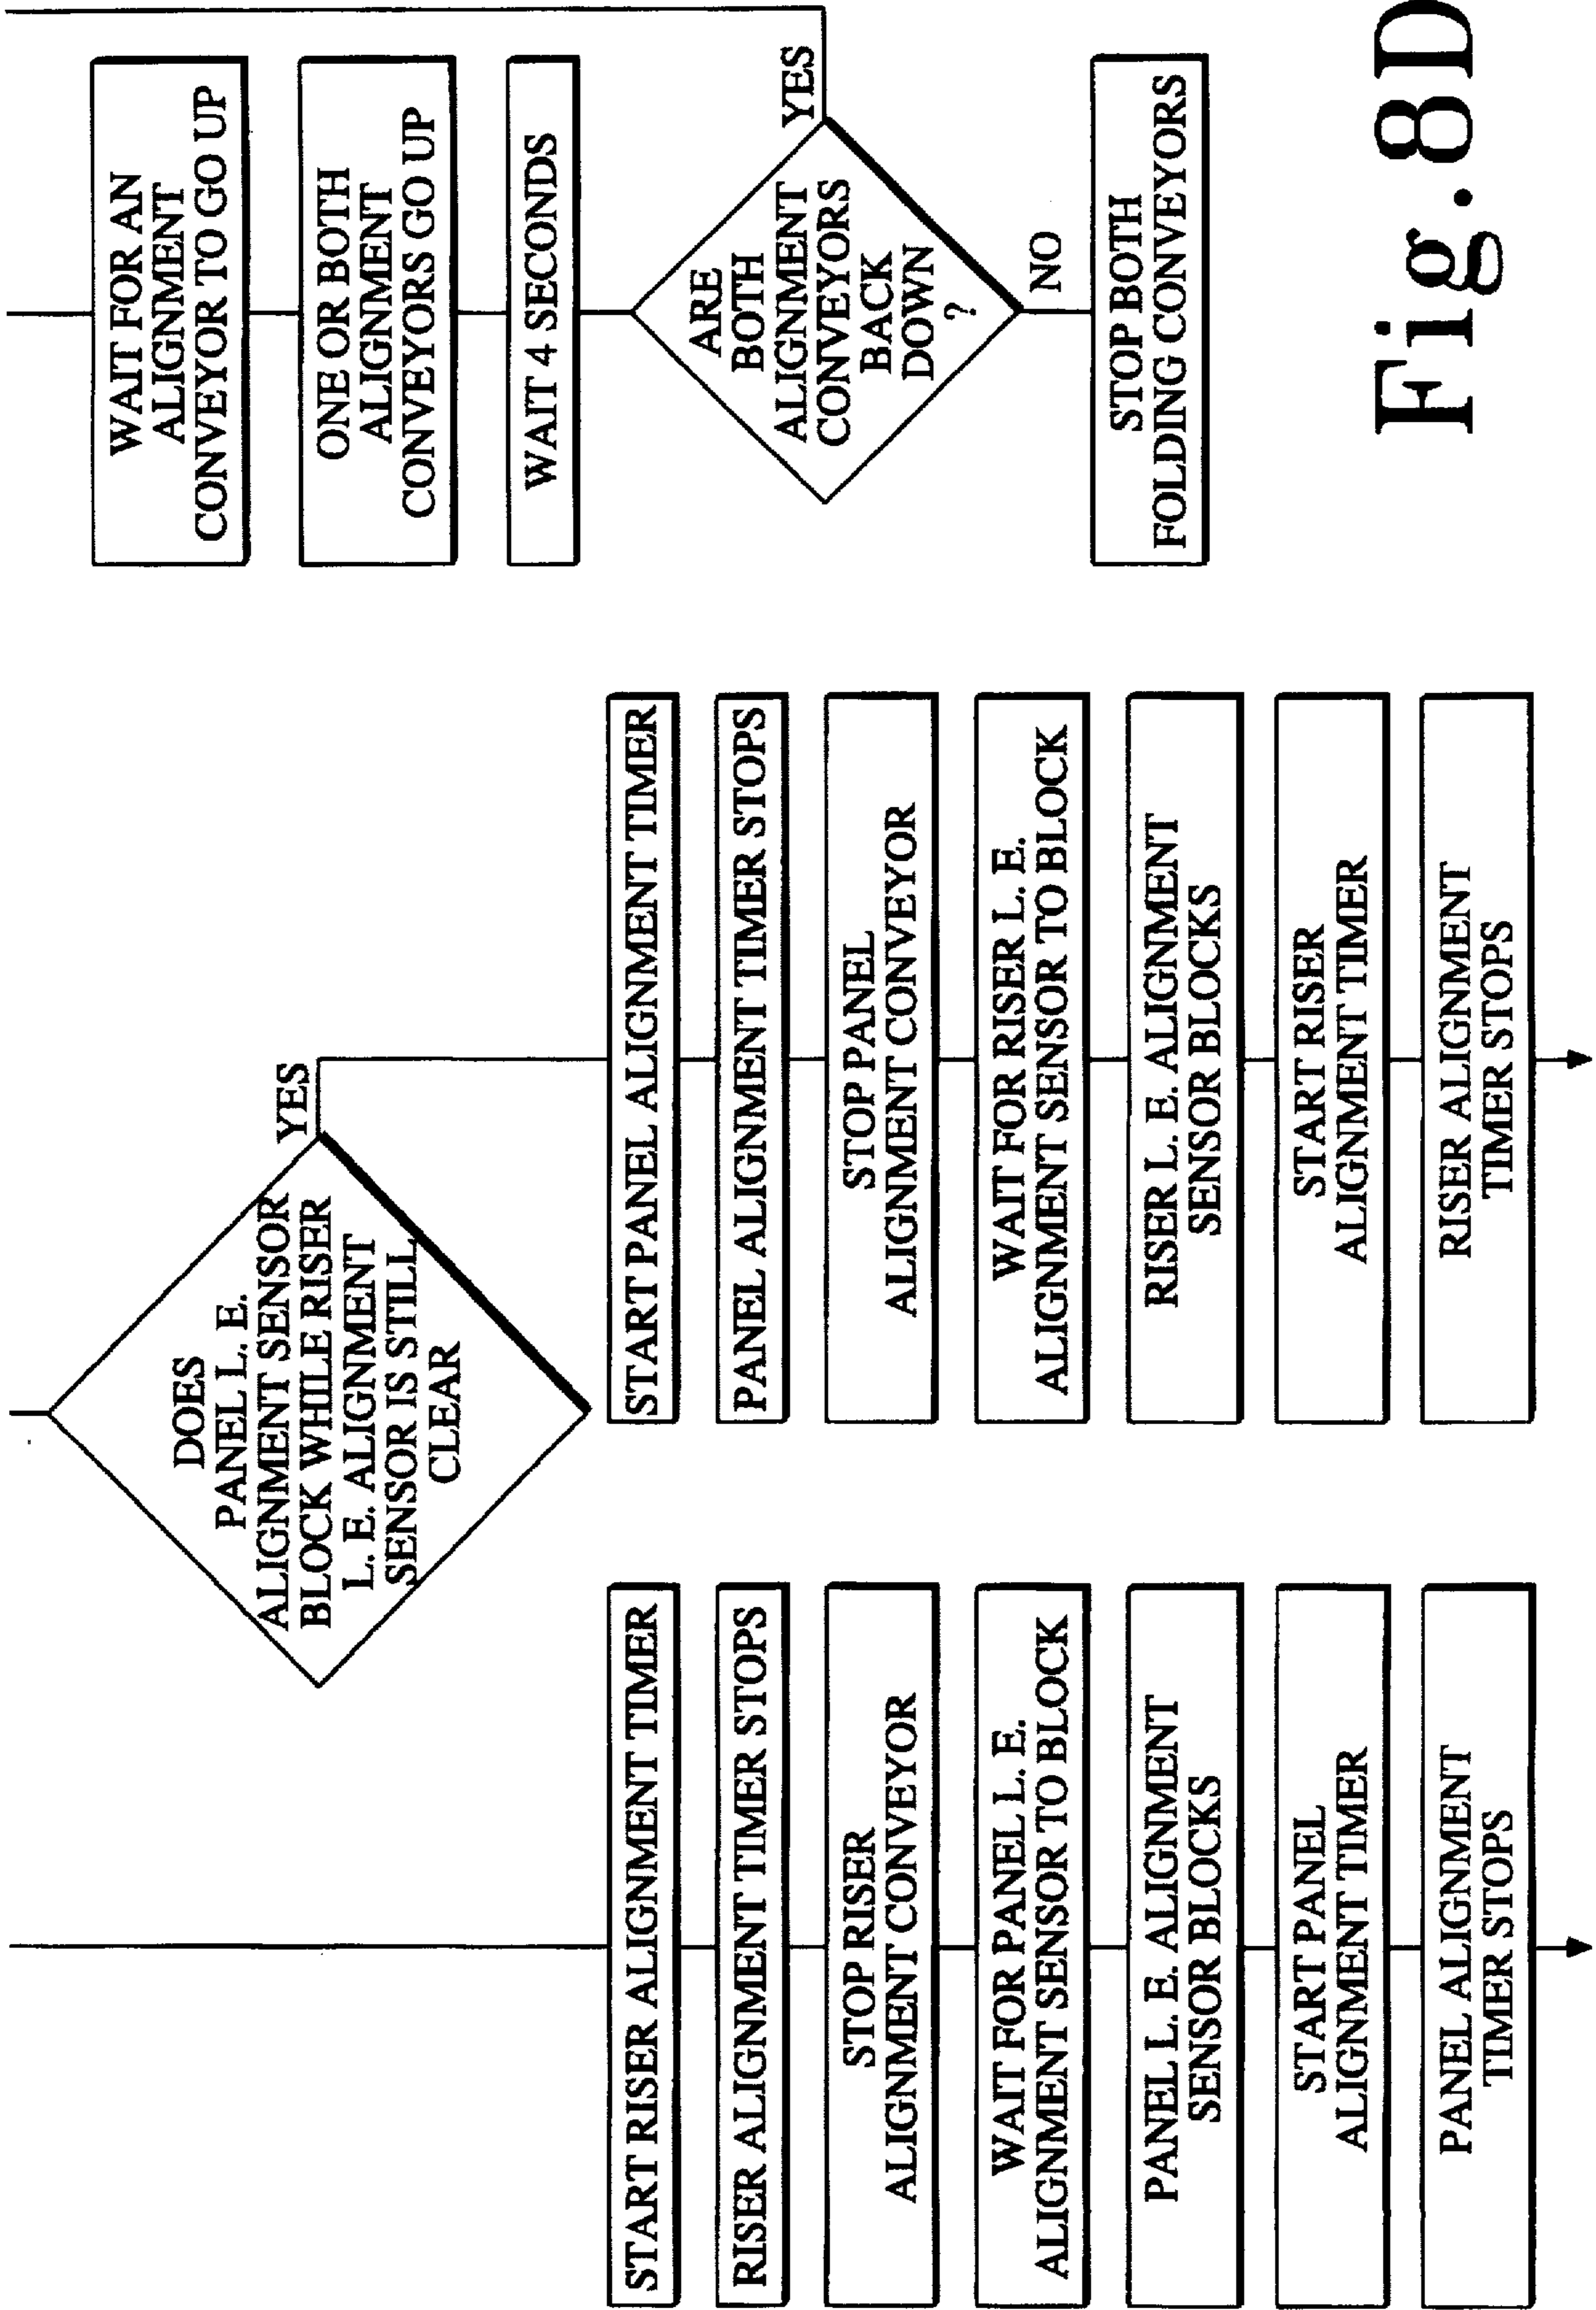 START RISER ALIGNMENT TIMER
RISER ALIGNMENT TIMER STOPS
STOP RISER
ALIGNMENT CONVEYOR
WAIT FOR PANEL L. E.
ALIGNMENT SENSOR TO BLOCK
PANEL L. E. ALIGNMENT
SENSOR BLOCKS
START PANEL
ALIGNMENT TIMER
PANEL ALIGNMENT
TIMER STOPS
DOES
PANEL L. E.
ALIGNMENT SENSOR
BLOCK WHILE RISER
L. E. ALIGNMENT
SENSOR IS STILL
CLEAR
YES
START PANEL ALIGNMENT TIMER
PANEL ALIGNMENT TIMER STOPS
STOP PANEL
ALIGNMENT CONVEYOR
WAIT FOR RISER L. E.
ALIGNMENT SENSOR TO BLOCK
RISER L. E. ALIGNMENT
SENSOR BLOCKS
START RISER
ALIGNMENT TIMER
RISER ALIGNMENT
TIMER STOPS
WAIT FOR AN
ALIGNMENT
CONVEYOR TO GO UP
ONE OR BOTH
ALIGNMENT
CONVEYORS GO UP
WAIT 4 SECONDS
ARE
BOTH
ALIGNMENT
CONVEYORS
BACK
DOWN
?
YES
NO
STOP BOTH
FOLDING CONVEYORS
Fig. 8D